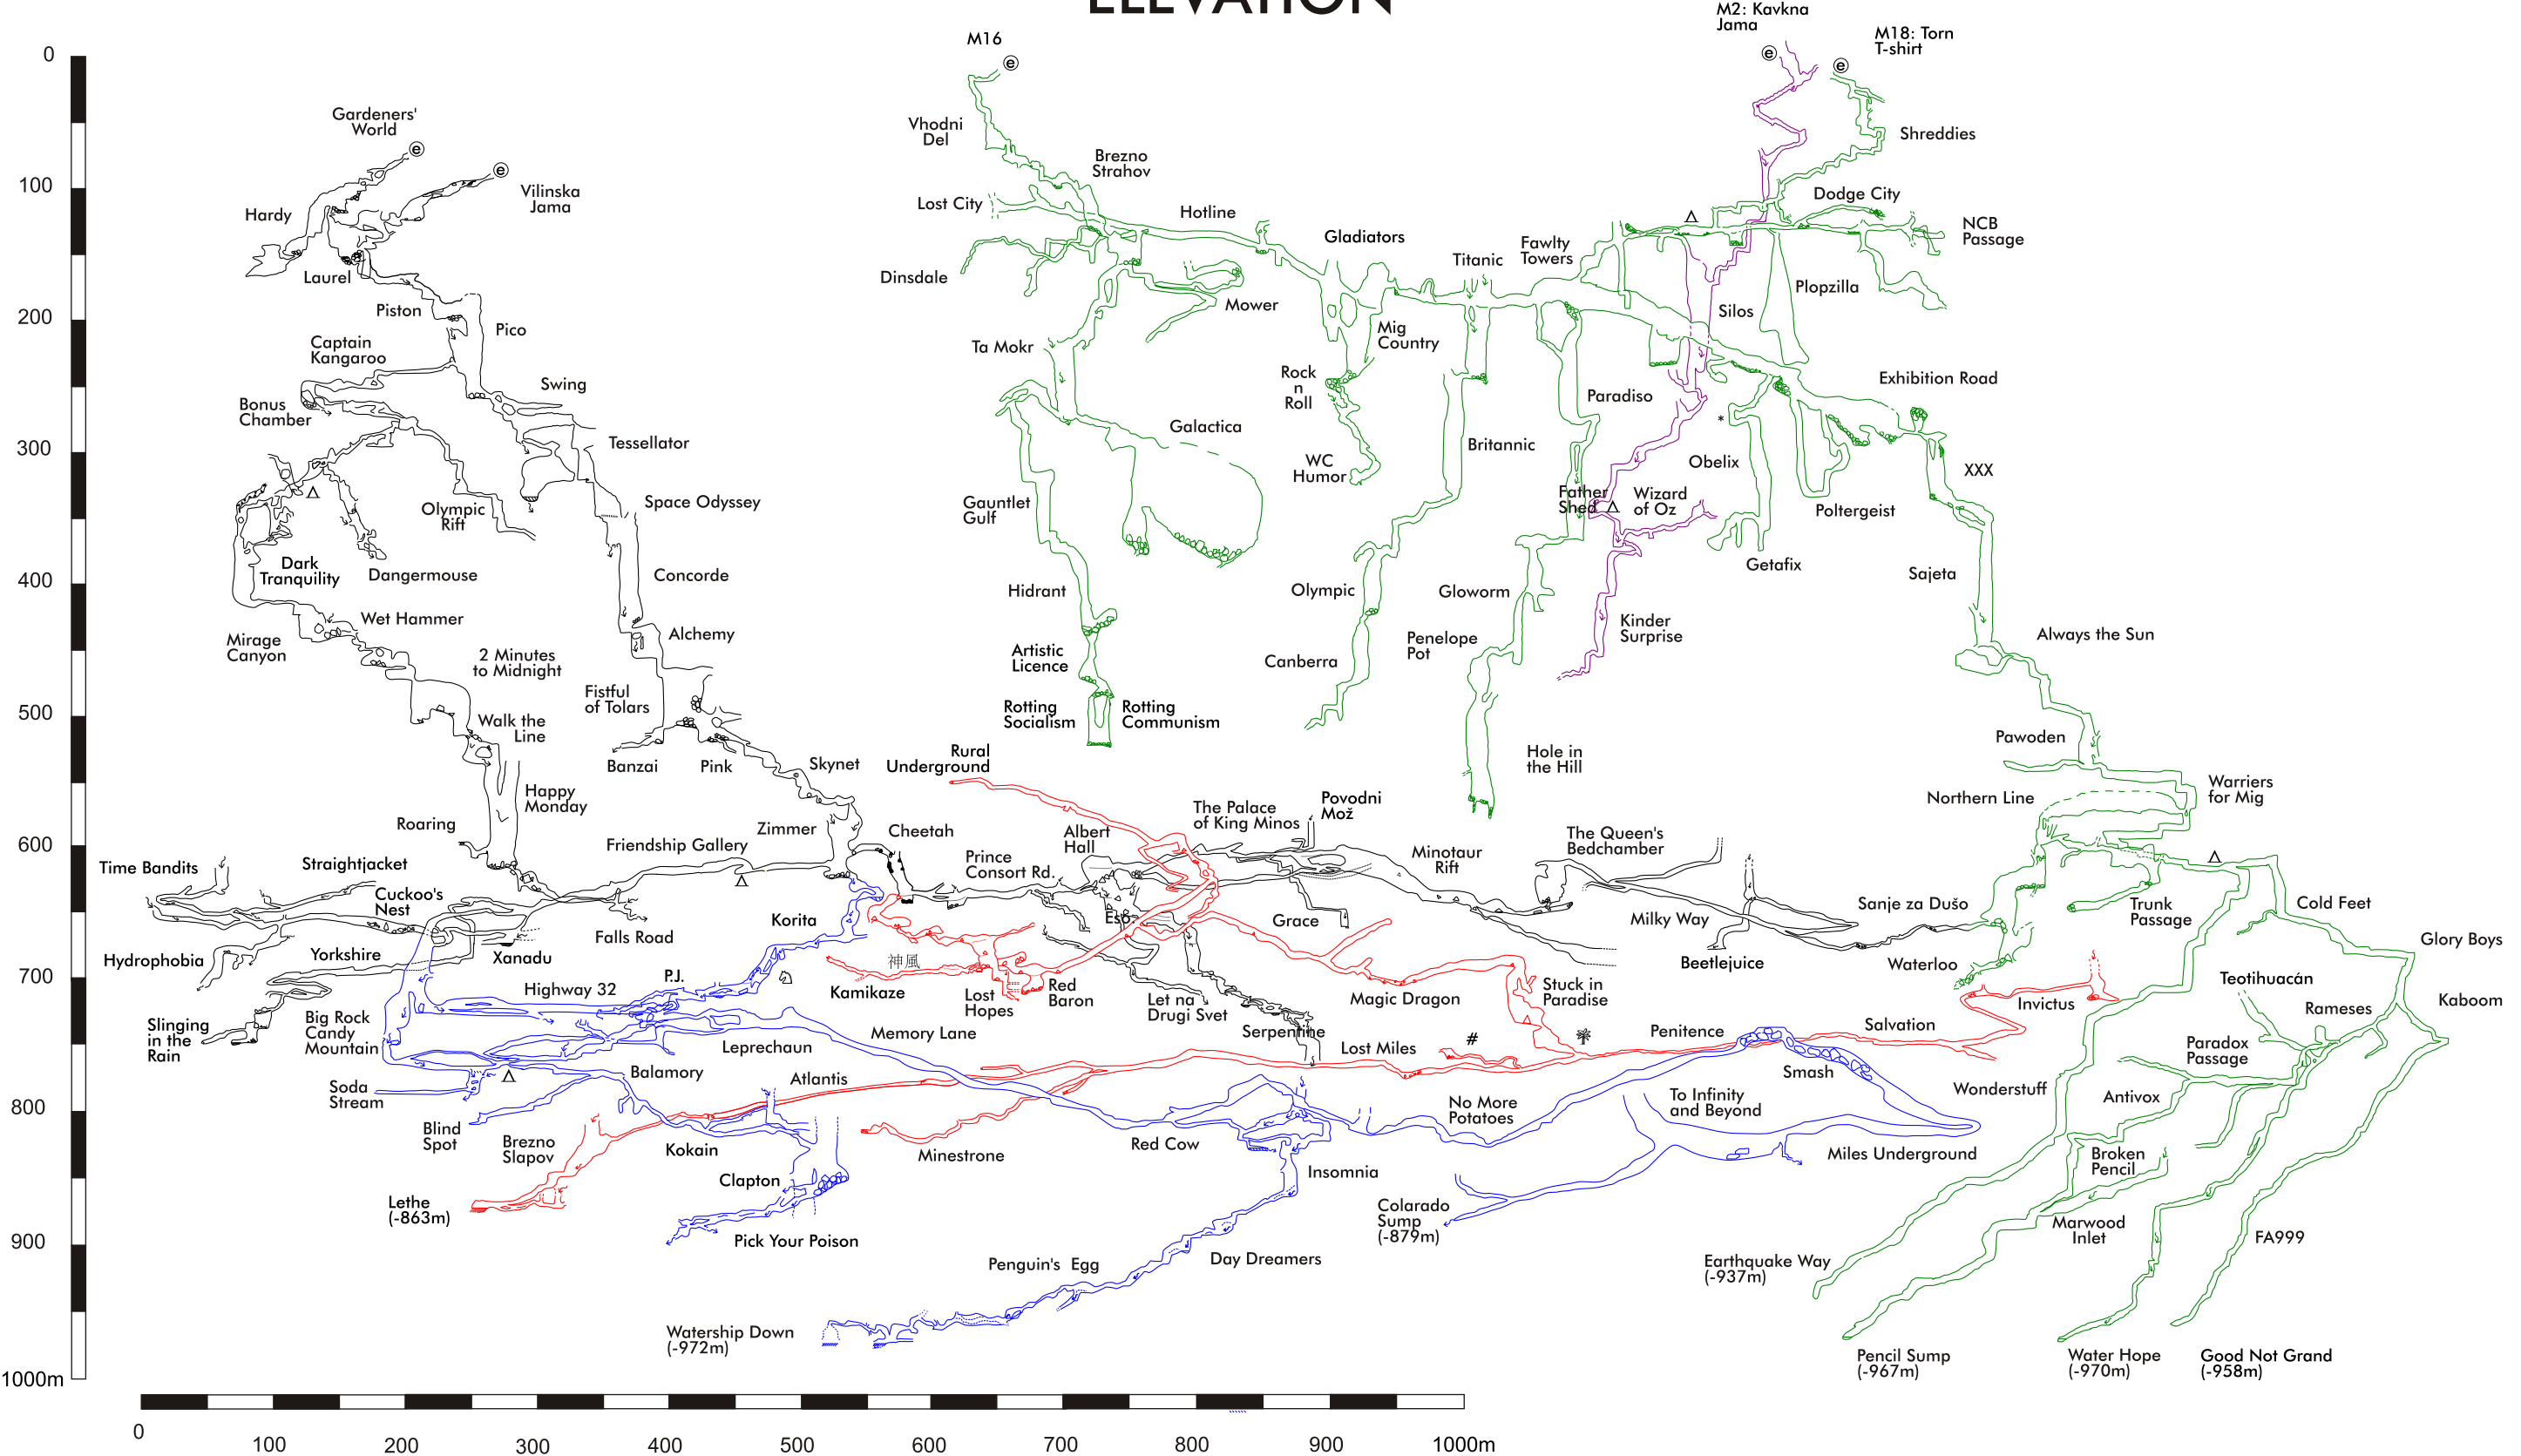 ELEVATION
M2: Kavkna
Jama
M16
M18: Torn
T-shirt
e
e
e
0
Gardeners'
World
e
Vhodni
Del
Shreddies
Brezno
Strahov
100
e
Vilinska
Jama
Dodge City
Lost City
Hotline
Hardy
NCB
Passage
Gladiators
Fawlty
Towers
Titanic
Dinsdale
Laurel
Plopzilla
Mower
Piston
Silos
200
Pico
Mig
Country
Captain
Kangaroo
Ta Mokr
Rock
n
Roll
Exhibition Road
Swing
Paradiso
Bonus
Chamber
*
Galactica
Tessellator
Britannic
300
WC
Humor
Obelix
XXX
Space Odyssey
Gauntlet
Gulf
Father
Shed
Wizard
of Oz
Olympic
Rift
Poltergeist
Dark
Tranquility
Dangermouse
Concorde
Getafix
Sajeta
400
Hidrant
Olympic
Gloworm
Wet Hammer
Kinder
Surprise
Mirage
Canyon
Alchemy
Penelope
Pot
Always the Sun
2 Minutes
to Midnight
Artistic
Licence
Canberra
Fistful
of Tolars
500
Rotting
Socialism
Rotting
Communism
Walk the
Line
Pawoden
Rural
Underground
Hole in
the Hill
Banzai
Pink
Skynet
Warriers
for Mig
Happy
Monday
Northern Line
The Palace
of King Minos
Povodni
Mož
Roaring
Zimmer
Cheetah
Albert
Hall
The Queen's
Bedchamber
600
Friendship Gallery
Prince
Consort Rd.
Minotaur
Rift
Time Bandits
Straightjacket
Cuckoo's
Nest
Korita
Eso
Grace
Milky Way
Sanje za Dušo
Trunk
Passage
Cold Feet
Falls Road
Glory Boys
Hydrophobia
Yorkshire
Xanadu
神風
Beetlejuice
Waterloo
700
P.J.
Highway 32
Kamikaze
Lost
Hopes
Red
Baron
Let na
Drugi Svet
Magic Dragon
Stuck in
Paradise
Invictus
Teotihuacán
Kaboom
Rameses
Slinging
in the
Rain
Big Rock
Candy
Mountain
Memory Lane
Serpentine
#
Penitence
Salvation
Leprechaun
Lost Miles
Paradox
Passage
Balamory
Atlantis
Smash
Soda
Stream
Wonderstuff
Antivox
800
To Infinity
and Beyond
No More
Potatoes
Blind
Spot
Brezno
Slapov
Kokain
Minestrone
Red Cow
Miles Underground
Broken
Pencil
Clapton
Insomnia
Lethe
(-863m)
Colarado
Sump
(-879m)
Marwood
Inlet
900
Pick Your Poison
FA999
Penguin's Egg
Day Dreamers
Earthquake Way
(-937m)
Watership Down
(-972m)
Pencil Sump
(-967m)
Water Hope
(-970m)
Good Not Grand
(-958m)
1000m
0 100 200 300 400 500 600 700 800 900 1000m